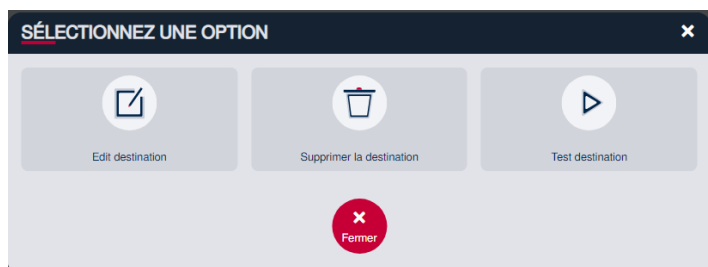 SÉLECTIONNEZ UNE OPTION
Edit destination
Supprimer la destination
Test destination
Fermer